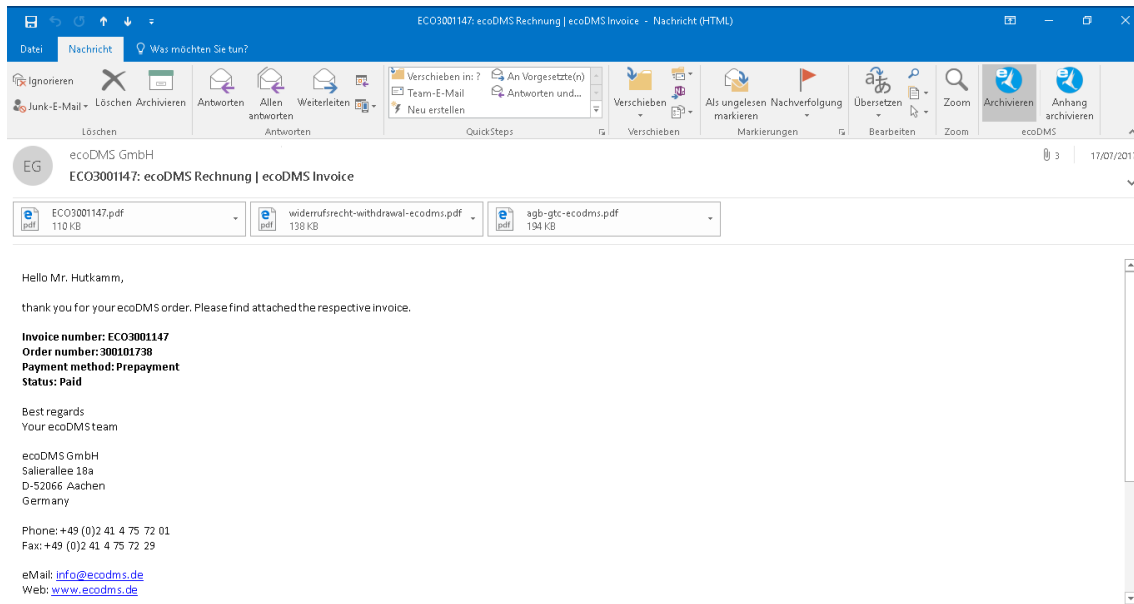 ECO3001147: ecoDMS Rechnung | ecoDMS Invoice - Nachricht (HTML)
Datei Nachricht Was möchten Sie tun?
Ignorieren
Junk-E-Mail
Löschen
Archivieren
Löschen
Antworten
Allen antworten
Weiterleiten
Antworten
Verschieben in: ?
An Vorgesetzte(n)
Team-E-Mail
Antworten und...
Neu erstellen
QuickSteps
Verschieben
Verschieben
Als ungelesen markieren
Nachverfolgung
Markierungen
Übersetzen
Bearbeiten
Zoom
Zoom
Archivieren
Anhang archivieren
ecoDMS
EG
ecoDMS GmbH
3 17/07/2017
ECO3001147: ecoDMS Rechnung | ecoDMS Invoice
pdf
ECO3001147.pdf
110 KB
pdf
widerrufsrecht-withdrawal-ecodms.pdf
138 KB
pdf
agb-gtc-ecodms.pdf
194 KB
Hello Mr. Hutkamm,
thank you for your ecoDMS order. Please find attached the respective invoice.
Invoice number: ECO3001147
Order number: 300101738
Payment method: Prepayment
Status: Paid
Best regards
Your ecoDMS team
ecoDMS GmbH
Salierallee 18a
D-52066 Aachen
Germany
Phone: +49 (0)2 41 4 75 72 01
Fax: +49 (0)2 41 4 75 72 29
eMail: info@ecodms.de
Web: www.ecodms.de